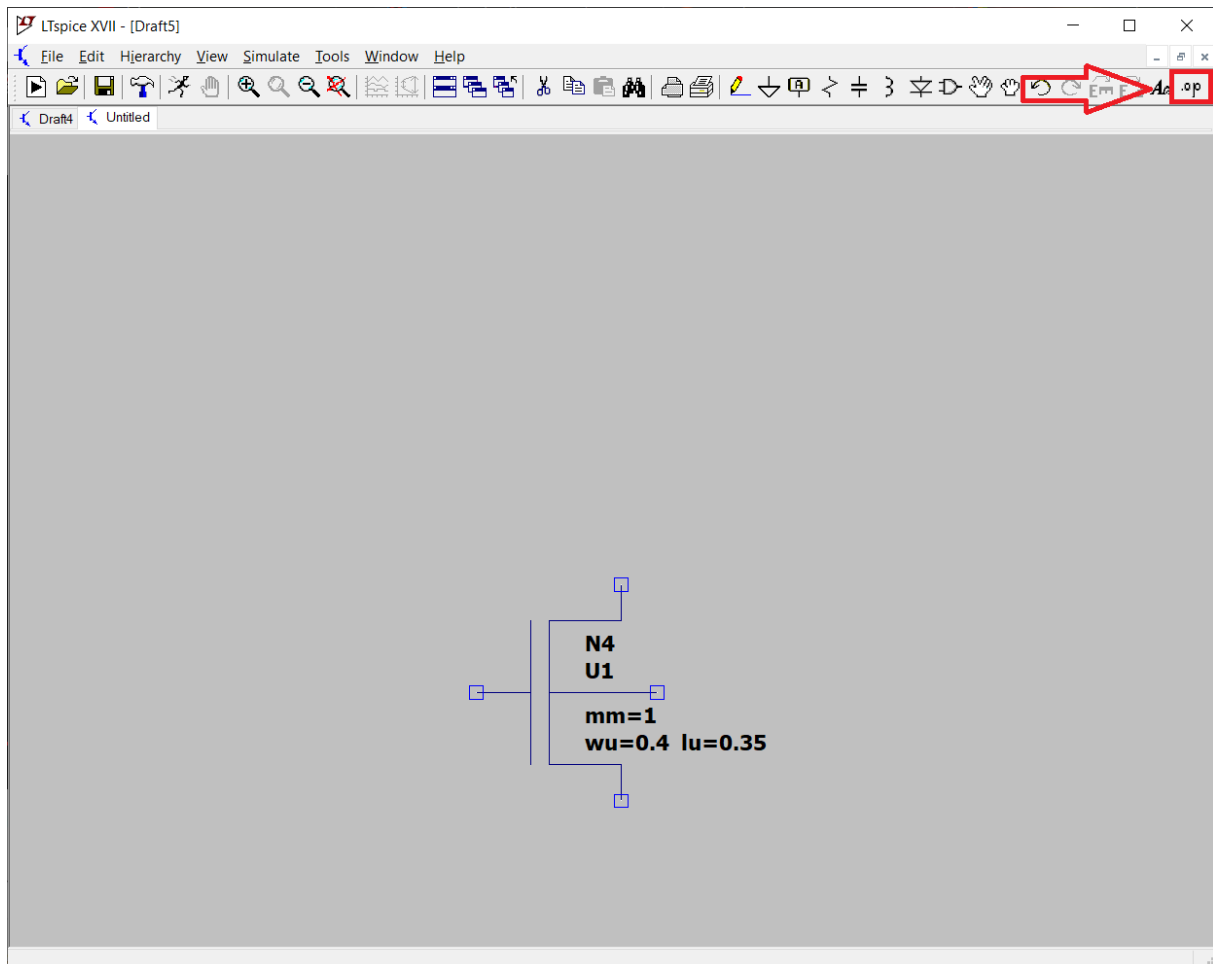 LTspice XVII - [Draft5]
File Edit Hierarchy View Simulate Tools Window Help
.op
Draft4 Untitled
N4
U1
mm=1
wu=0.4 lu=0.35